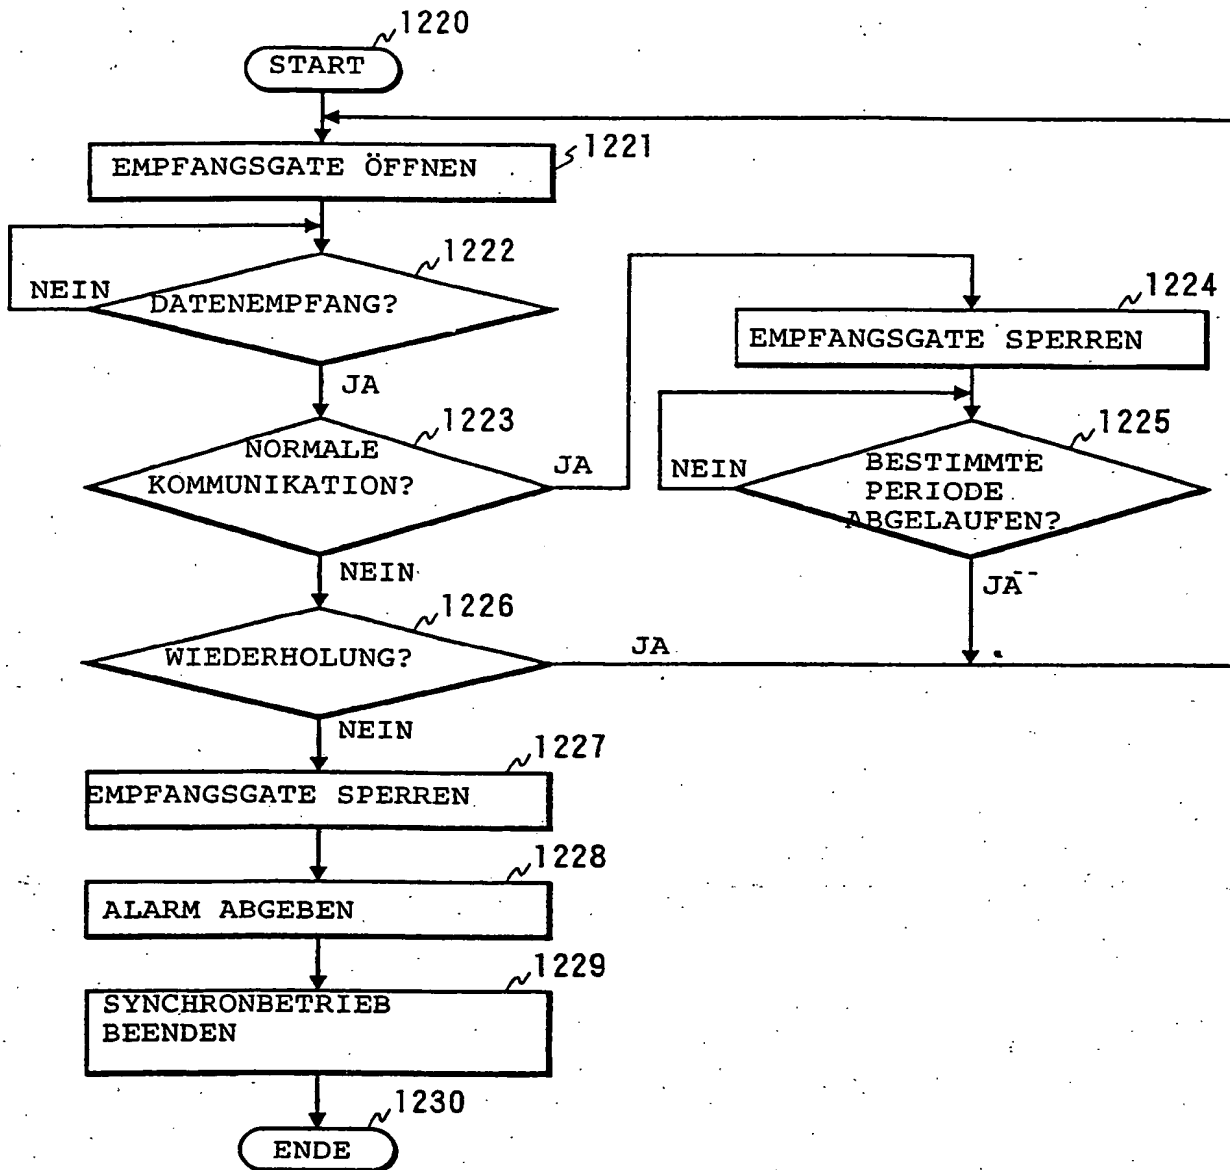 1220
START
1221
EMPFANGSGATE ÖFFNEN
1222
NEIN
DATENEMPFANG?
JA
1223
NORMALE
KOMMUNIKATION?
JA
NEIN
1224
EMPFANGSGATE SPERREN
1225
NEIN
BESTIMMTE
PERIODE
ABGELAUFEN?
JA
1226
WIEDERHOLUNG?
JA
NEIN
1227
EMPFANGSGATE SPERREN
1228
ALARM ABGEBEN
1229
SYNCHRONBETRIEB
BEENDEN
1230
ENDE